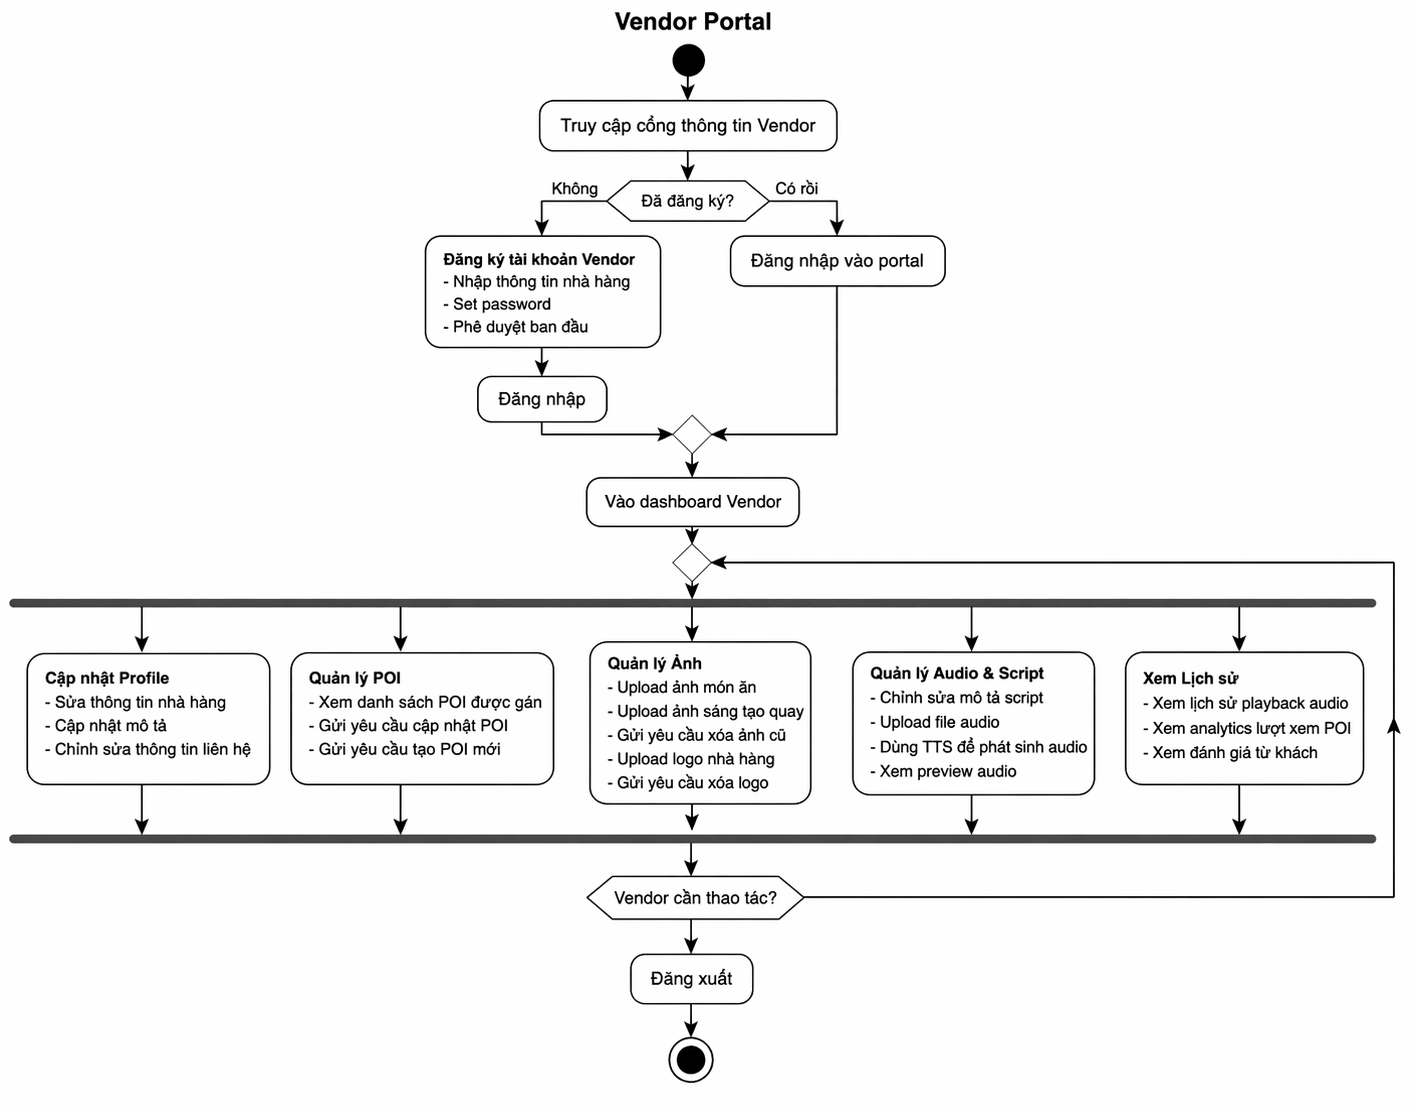 Vendor Portal
Truy cập cổng thông tin Vendor
Đã đăng ký?
Không
Có rồi
Đăng ký tài khoản Vendor
- Nhập thông tin nhà hàng
- Set password
- Phê duyệt ban đầu
Đăng nhập vào portal
Đăng nhập
Vào dashboard Vendor
Cập nhật Profile
- Sửa thông tin nhà hàng
- Cập nhật mô tả
- Chỉnh sửa thông tin liên hệ
Quản lý POI
- Xem danh sách POI được gán
- Gửi yêu cầu cập nhật POI
- Gửi yêu cầu tạo POI mới
Quản lý Ảnh
- Upload ảnh món ăn
- Upload ảnh sáng tạo quay
- Gửi yêu cầu xóa ảnh cũ
- Upload logo nhà hàng
- Gửi yêu cầu xóa logo
Quản lý Audio & Script
- Chỉnh sửa mô tả script
- Upload file audio
- Dùng TTS để phát sinh audio
- Xem preview audio
Xem Lịch sử
- Xem lịch sử playback audio
- Xem analytics lượt xem POI
- Xem đánh giá từ khách
Vendor cần thao tác?
Đăng xuất